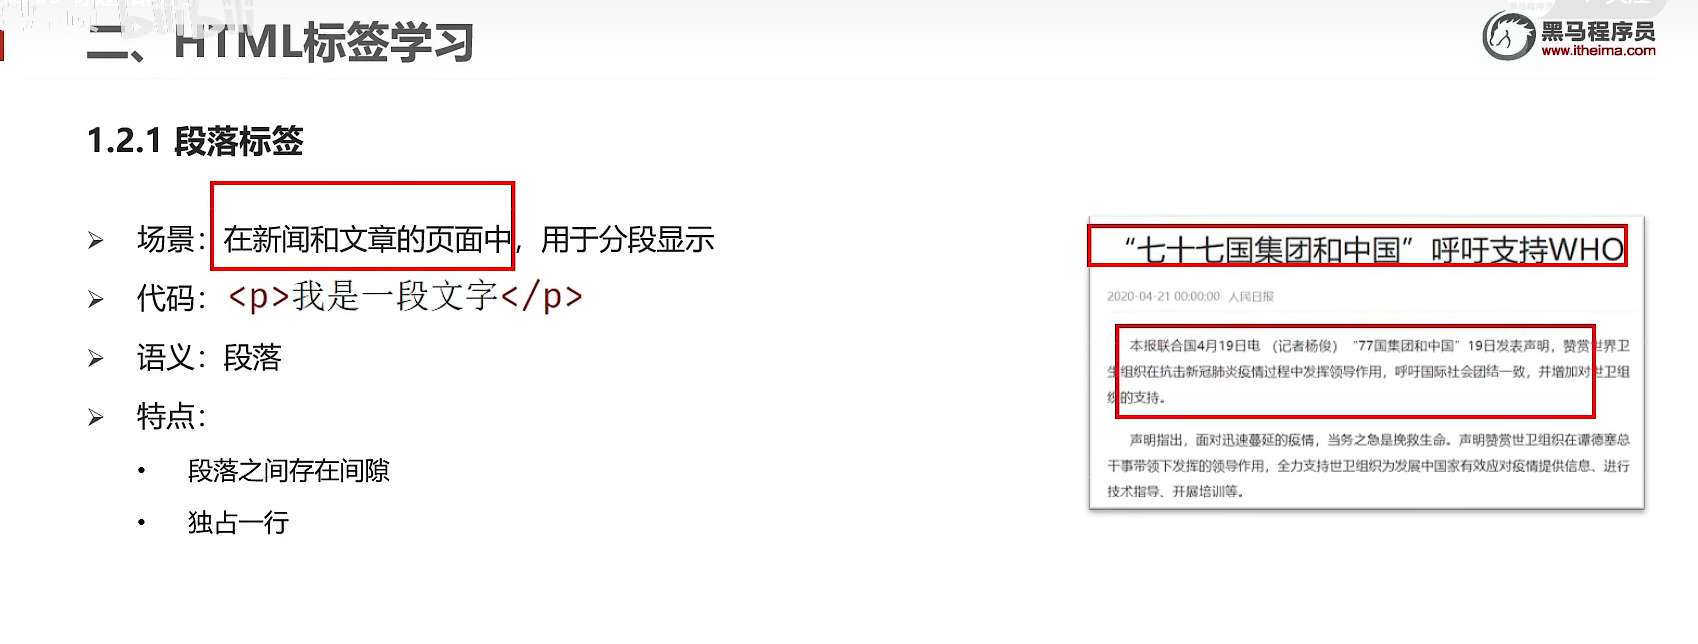 二、HTML标签学习
黑马程序员
www.itheima.com
1.2.1 段落标签
➢ 场景：在新闻和文章的页面中，用于分段显示
➢ 代码：<p>我是一段文字</p>
➢ 语义：段落
➢ 特点：
• 段落之间存在间隙
• 独占一行
“七十七国集团和中国”呼吁支持WHO
2020-04-21 00:00:00 人民日报
本报联合国4月19日电 （记者杨俊）“77国集团和中国”19日发表声明，赞赏世界卫
生组织在抗击新冠肺炎疫情过程中发挥领导作用，呼吁国际社会团结一致，并增加对世卫组
织的支持。
声明指出，面对迅速蔓延的疫情，当务之急是挽救生命。声明赞赏世卫组织在谭德塞总
干事带领下发挥的领导作用，全力支持世卫组织为发展中国家有效应对疫情提供信息、进行
技术指导、开展培训等。